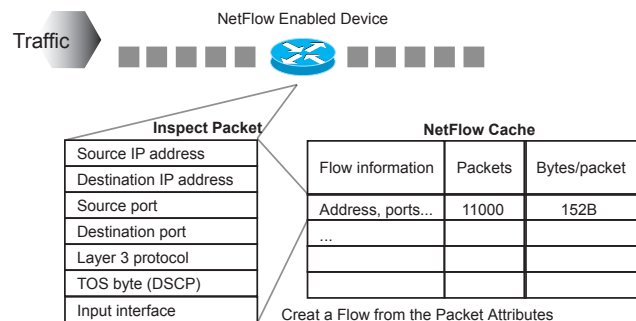 NetFlow Enabled Device
Traffic
Inspect Packet
Source IP address
Destination IP address
Source port
Destination port
Layer 3 protocol
TOS byte (DSCP)
Input interface
NetFlow Cache
Flow information Packets Bytes/packet
Address, ports... 11000 152B
...
Creat a Flow from the Packet Attributes